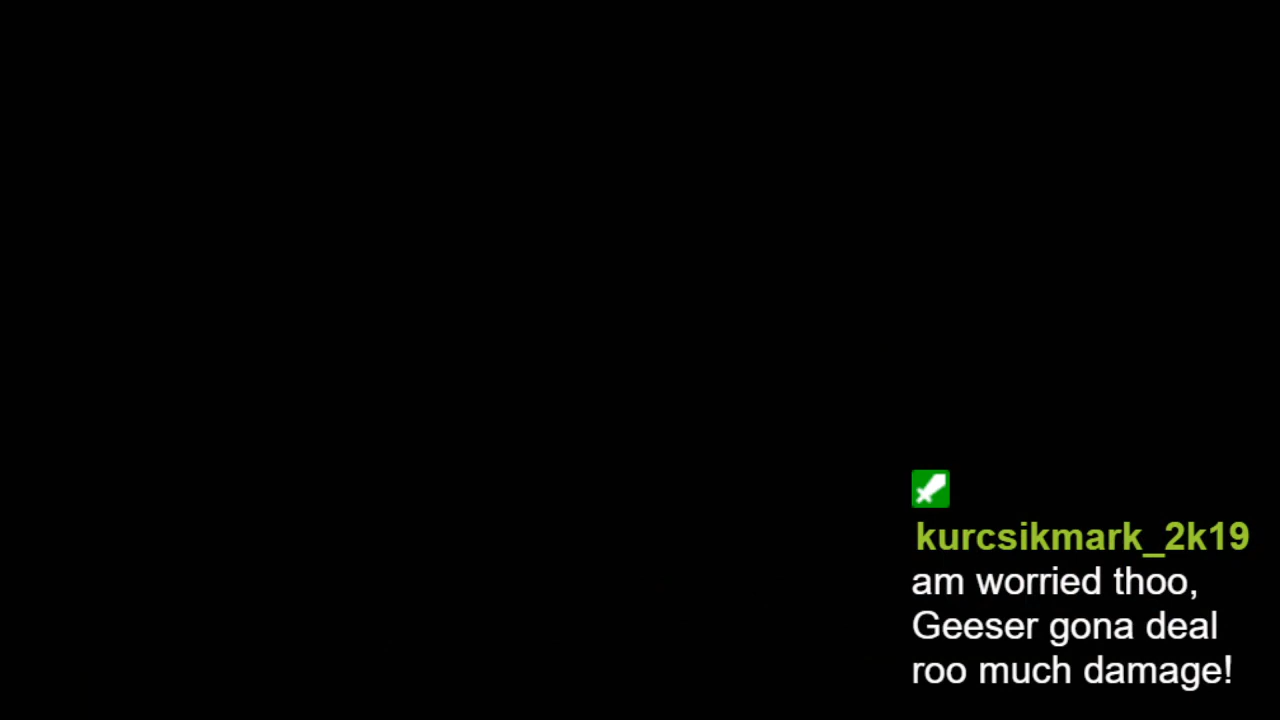 kurcsikmark_2k19
am worried thoo,
Geeser gona deal
roo much damage!